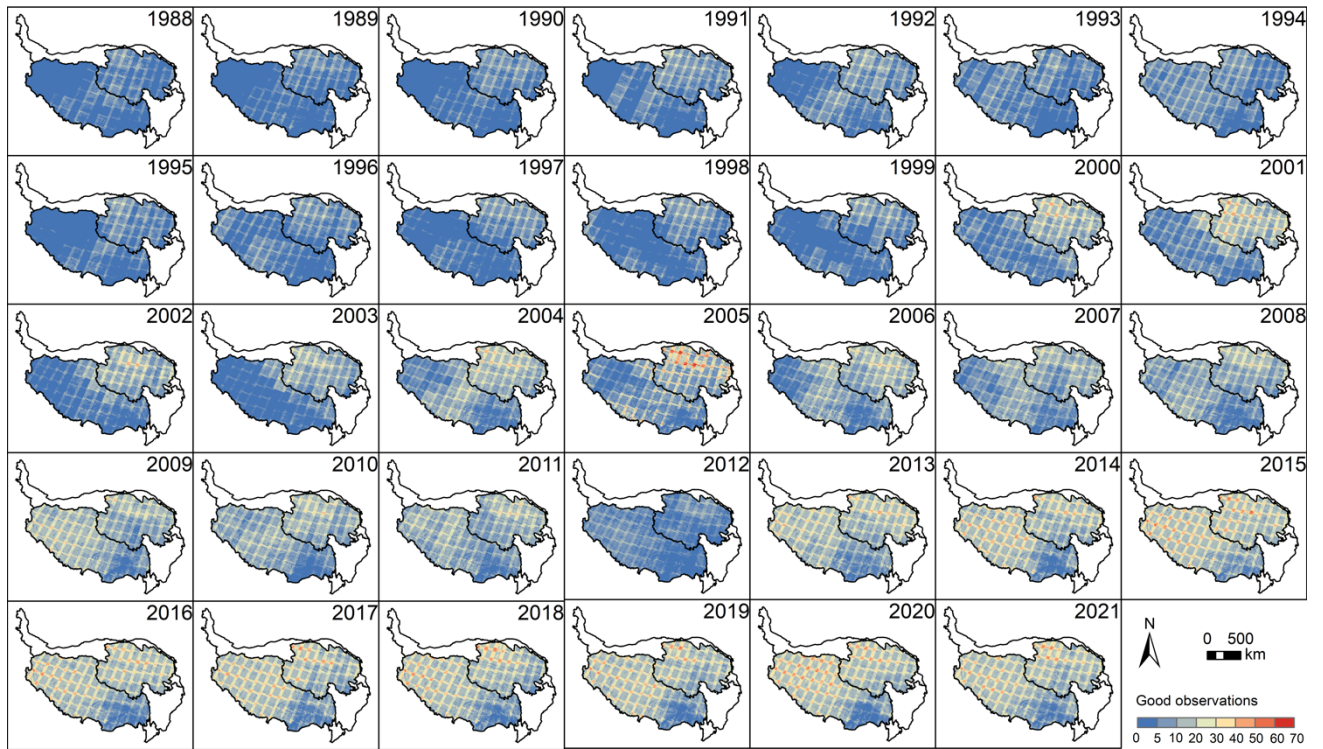 1988 1989 1990 1991 1992 1993 1994
1995 1996 1997 1998 1999 2000 2001
2002 2003 2004 2005 2006 2007 2008
2009 2010 2011 2012 2013 2014 2015
2016 2017 2018 2019 2020 2021
N
0 500
km
Good observations
0 5 10 20 30 40 50 60 70